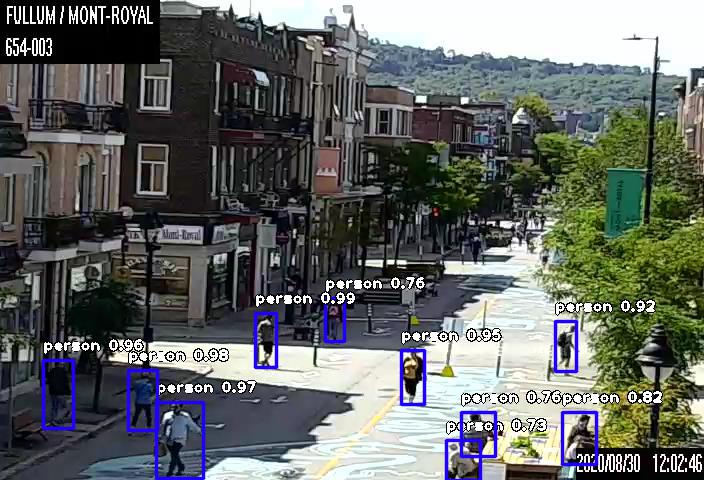 FULLUM / MONT-ROYAL
654-003
Mont-Royal
person 0.76
person 0.99
person 0.92
person 0.95
person 0.96
person 0.98
person 0.97
person 0.76
person 0.82
person 0.73
2020/08/30 12:02:46